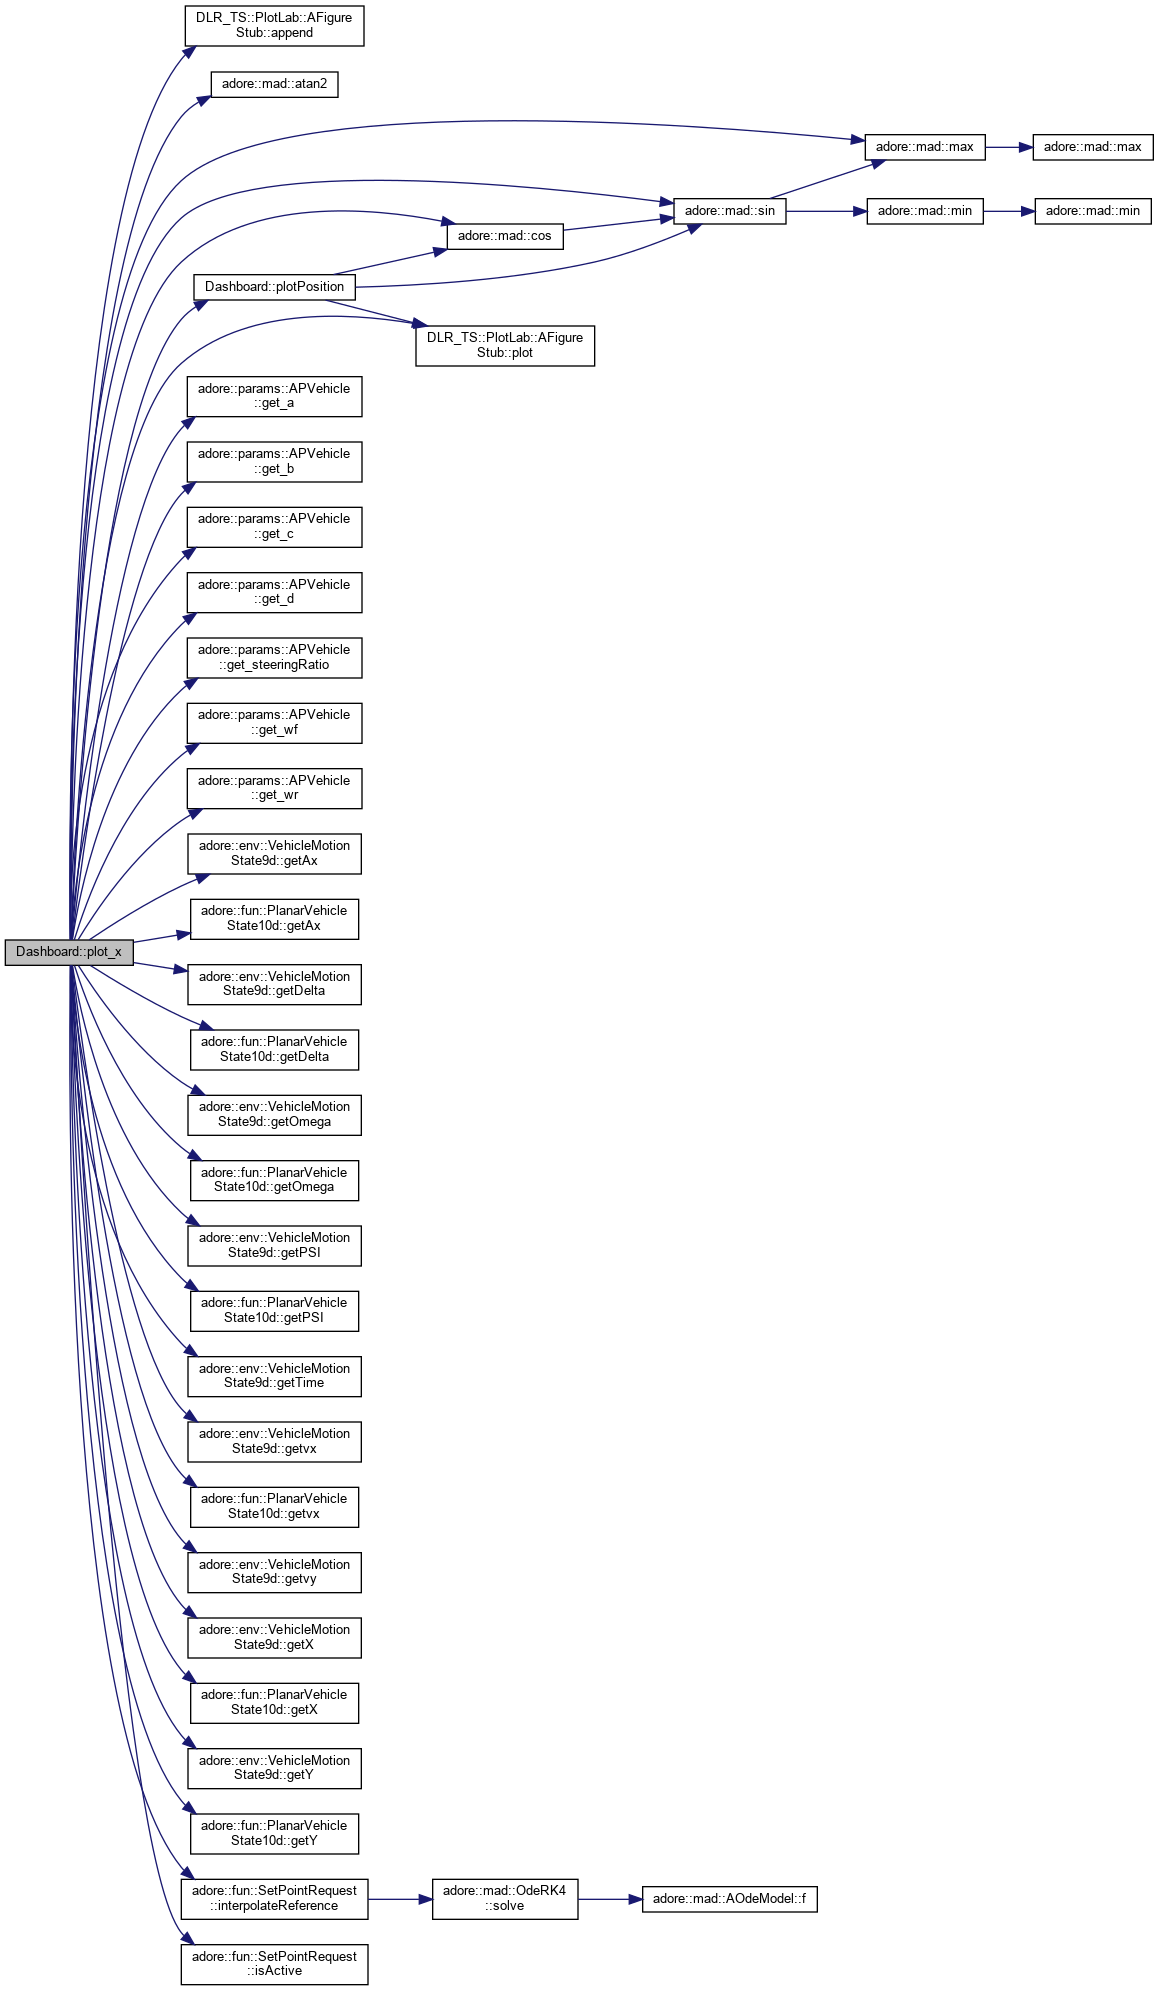 DLR_TS::PlotLab::AFigure
Stub::append
adore::mad::atan2
adore::mad::max
adore::mad::max
adore::mad::sin
adore::mad::min
adore::mad::min
adore::mad::cos
Dashboard::plotPosition
DLR_TS::PlotLab::AFigure
Stub::plot
adore::params::APVehicle
::get_a
adore::params::APVehicle
::get_b
adore::params::APVehicle
::get_c
adore::params::APVehicle
::get_d
adore::params::APVehicle
::get_steeringRatio
adore::params::APVehicle
::get_wf
adore::params::APVehicle
::get_wr
adore::env::VehicleMotion
State9d::getAx
adore::fun::PlanarVehicle
State10d::getAx
Dashboard::plot_x
adore::env::VehicleMotion
State9d::getDelta
adore::fun::PlanarVehicle
State10d::getDelta
adore::env::VehicleMotion
State9d::getOmega
adore::fun::PlanarVehicle
State10d::getOmega
adore::env::VehicleMotion
State9d::getPSI
adore::fun::PlanarVehicle
State10d::getPSI
adore::env::VehicleMotion
State9d::getTime
adore::env::VehicleMotion
State9d::getvx
adore::fun::PlanarVehicle
State10d::getvx
adore::env::VehicleMotion
State9d::getvy
adore::env::VehicleMotion
State9d::getX
adore::fun::PlanarVehicle
State10d::getX
adore::env::VehicleMotion
State9d::getY
adore::fun::PlanarVehicle
State10d::getY
adore::fun::SetPointRequest
::interpolateReference
adore::mad::OdeRK4
::solve
adore::mad::AOdeModel::f
adore::fun::SetPointRequest
::isActive